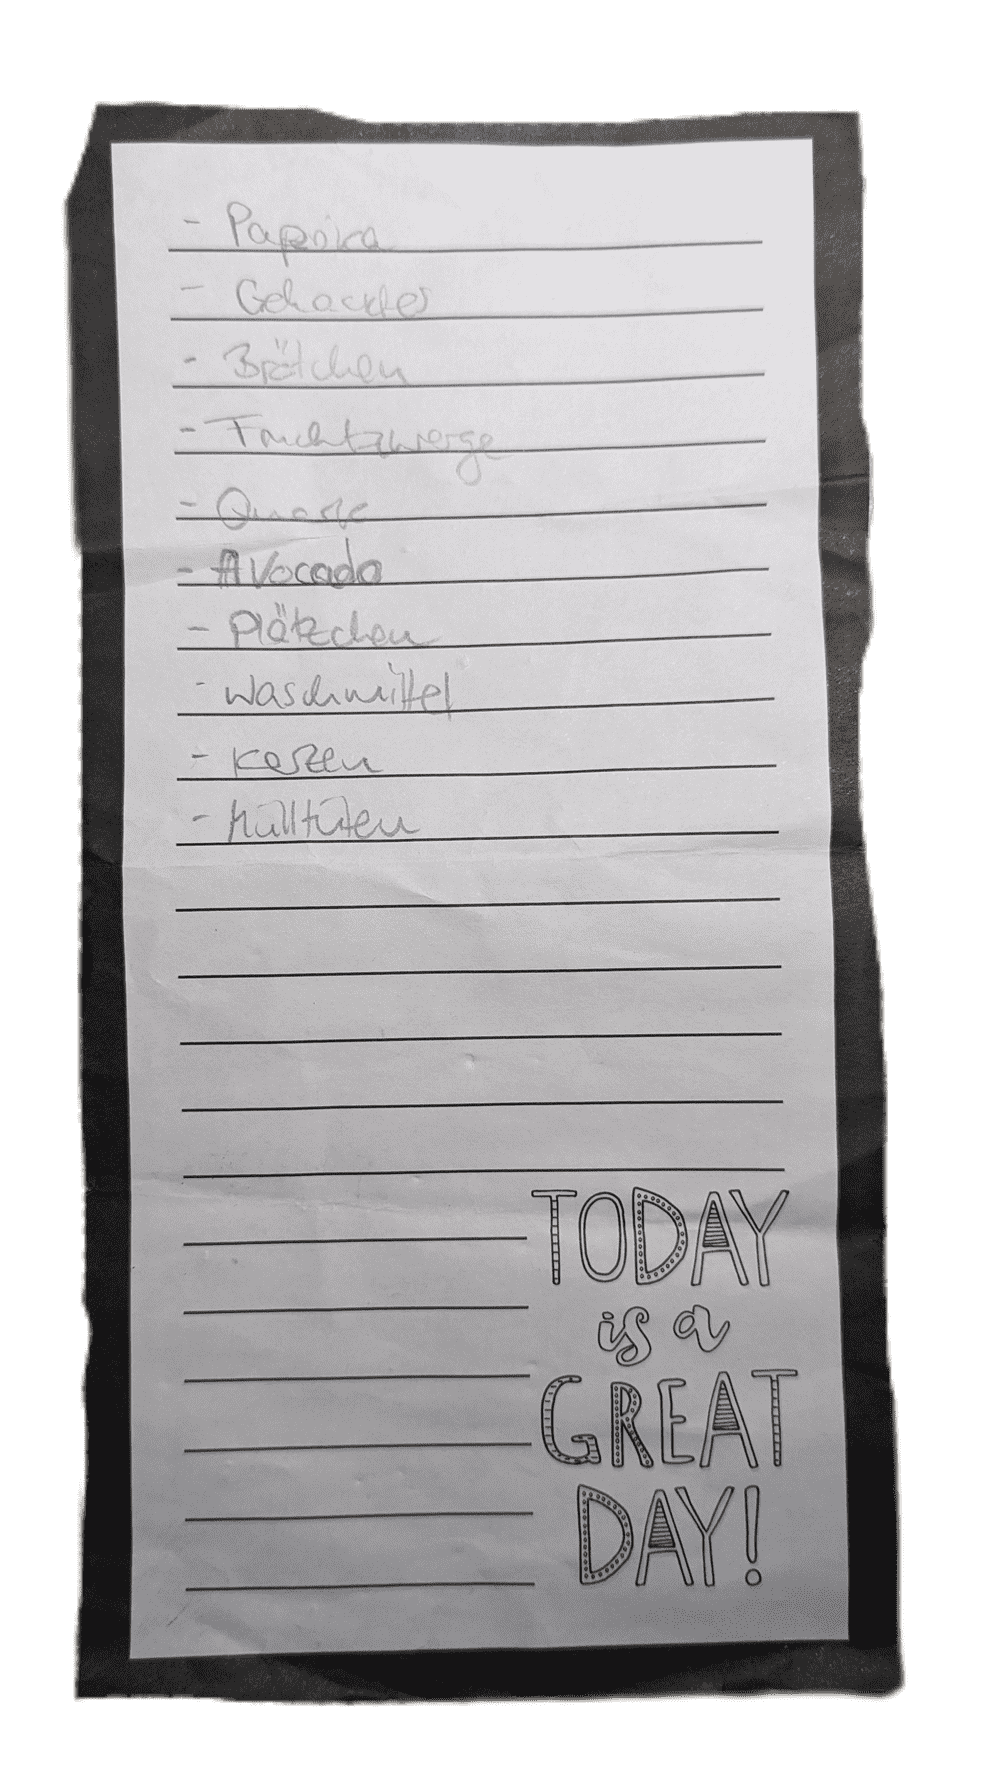 - Paprika
- Gehacktes
- Brötchen
- Fruchtzwerge
- Quark
- Avocado
- Plätzchen
- Waschmittel
- Kerzen
- Mülltüten
TODAY
is a
GREAT
DAY!